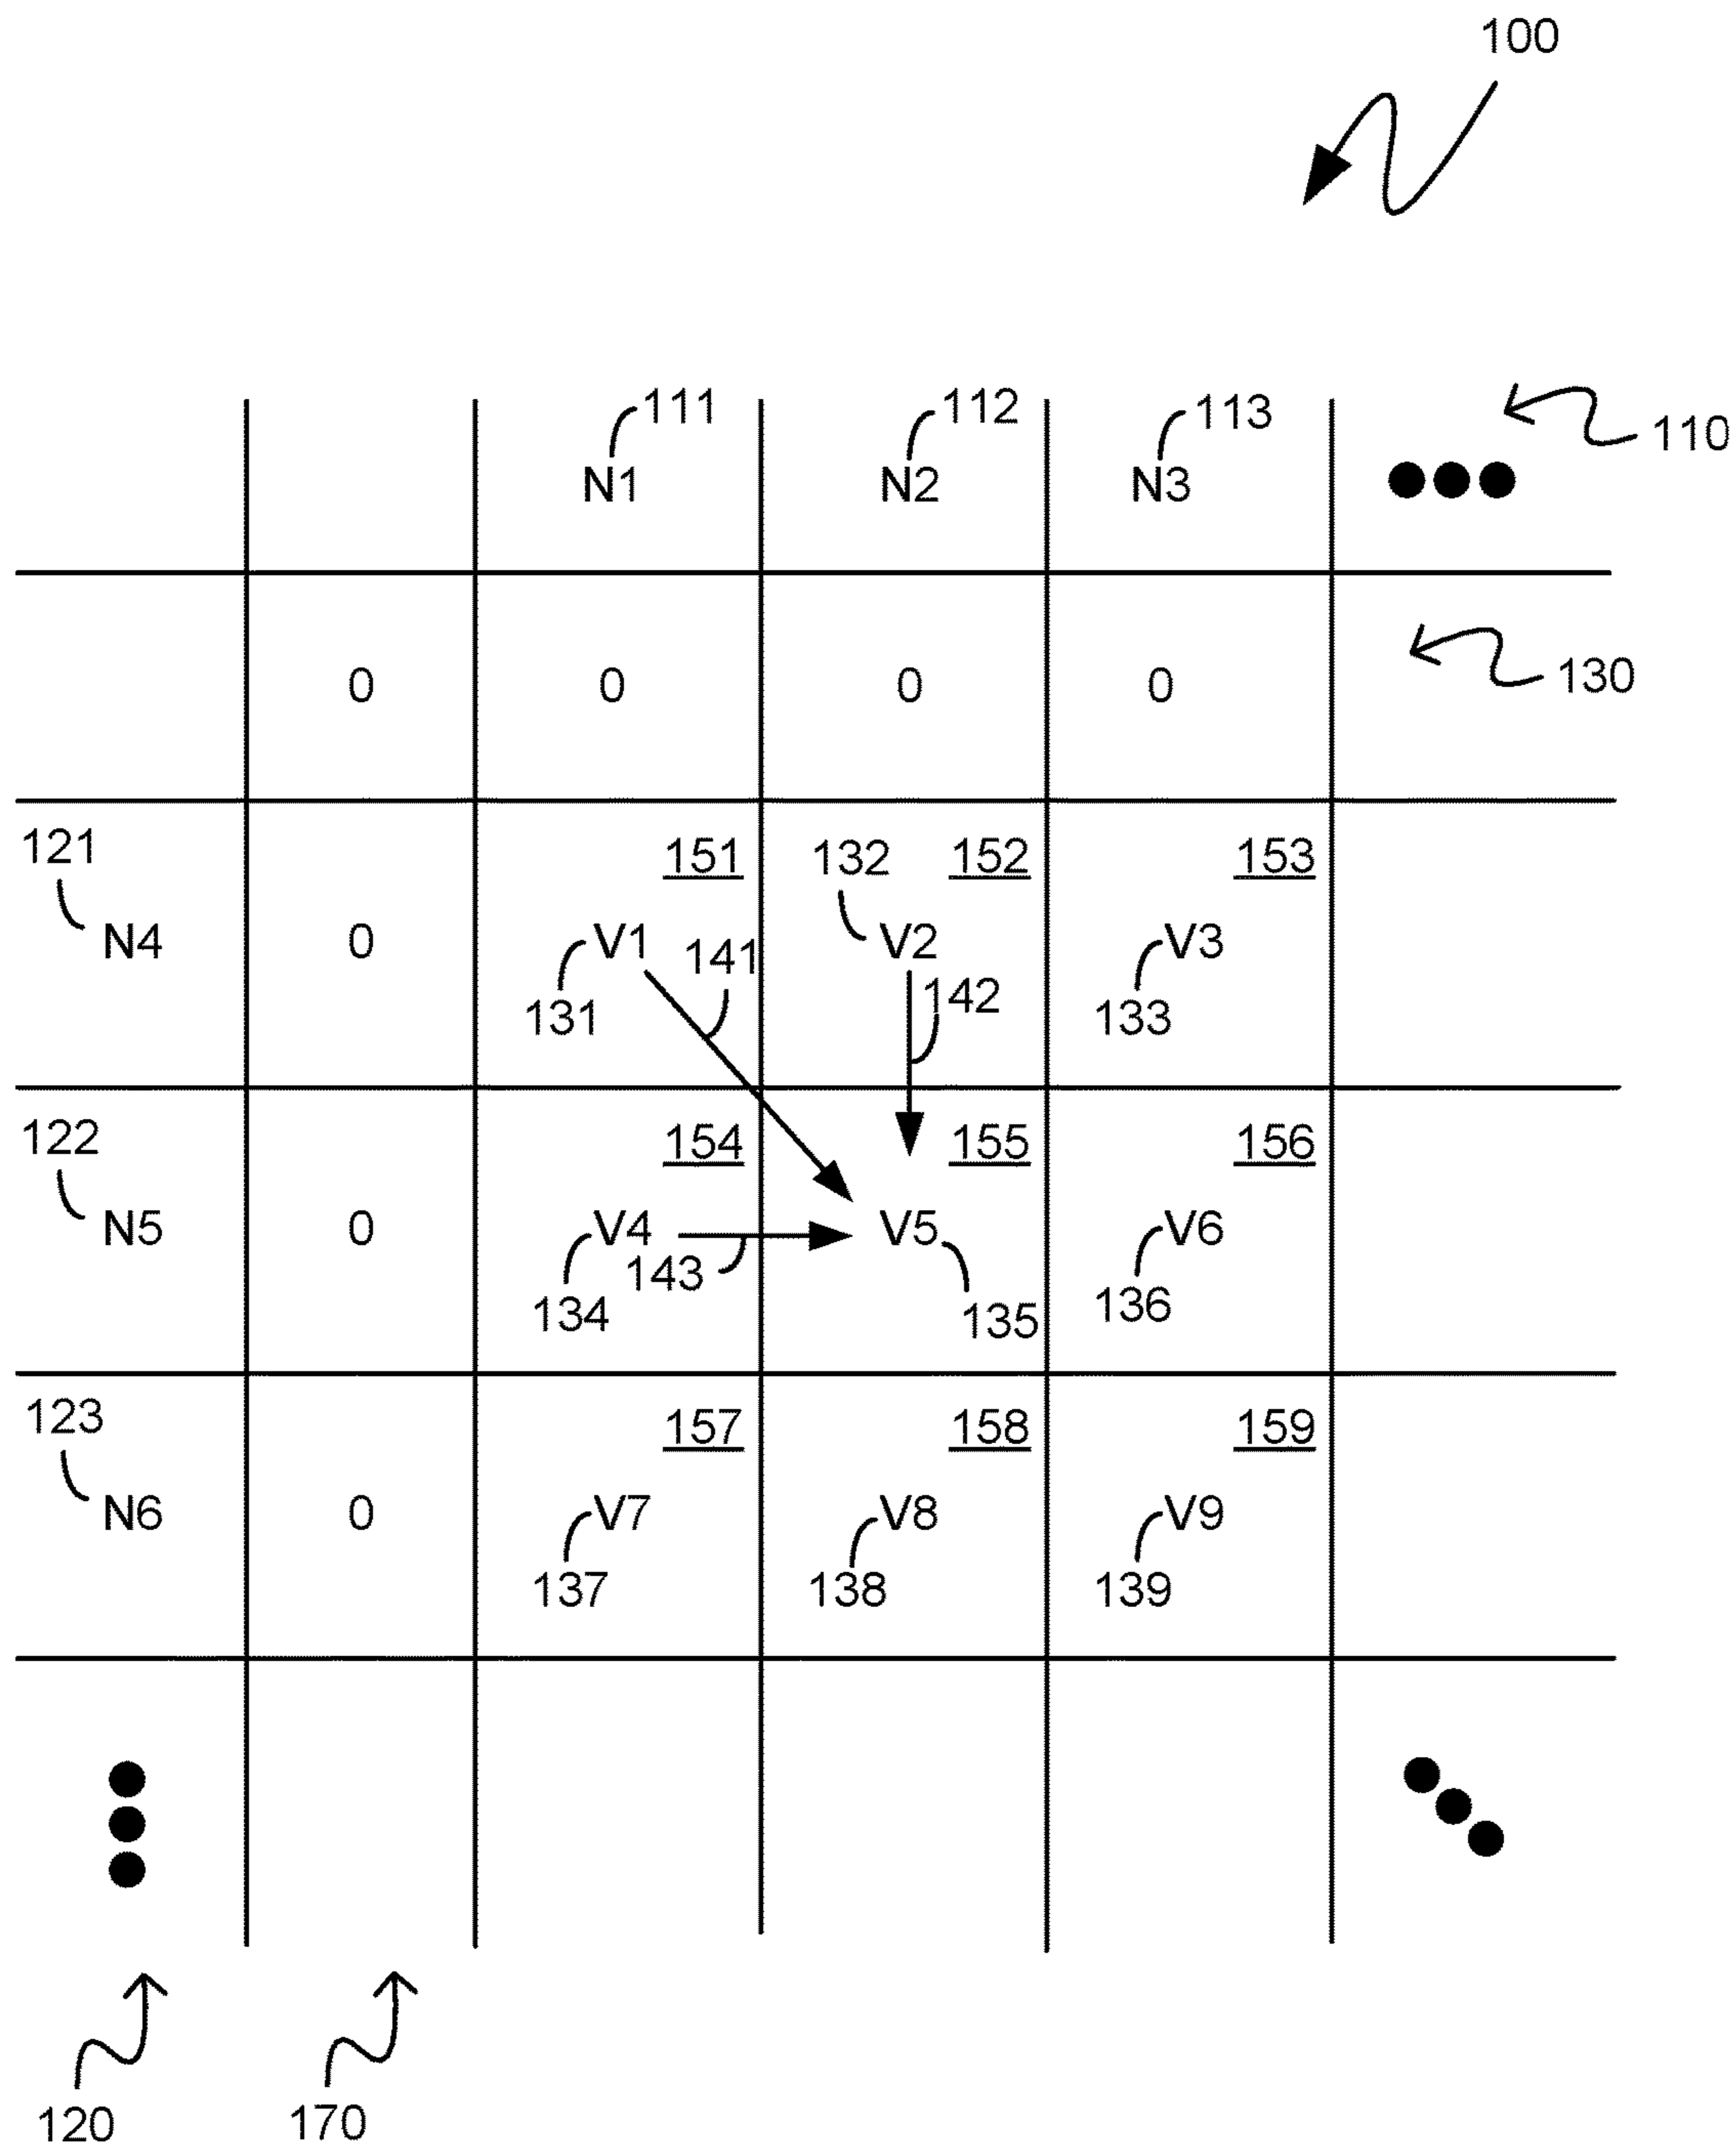 100
111 112 113 110
N1 N2 N3
0 0 0 0 130
121 151 132 152 153
N4 0 V1 141 V2 V3
131 142 133
122 154 155 156
N5 0 V4 V5 V6
134 143 135 136
123 157 158 159
N6 0 V7 V8 V9
137 138 139
120 170